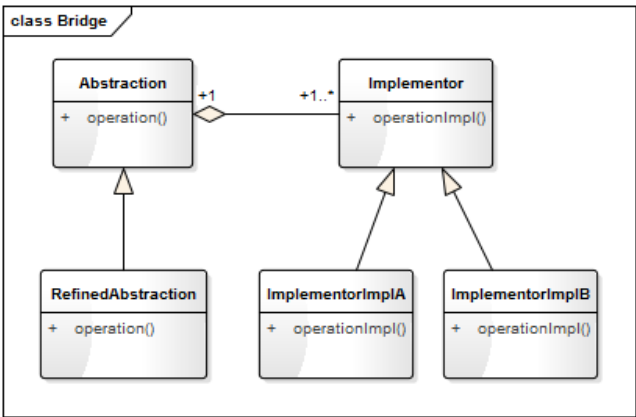 class Bridge
Abstraction
+ operation()
+1
+1..*
Implementor
+ operationImpl()
RefinedAbstraction
+ operation()
ImplementorImplA
+ operationImpl()
ImplementorImplB
+ operationImpl()